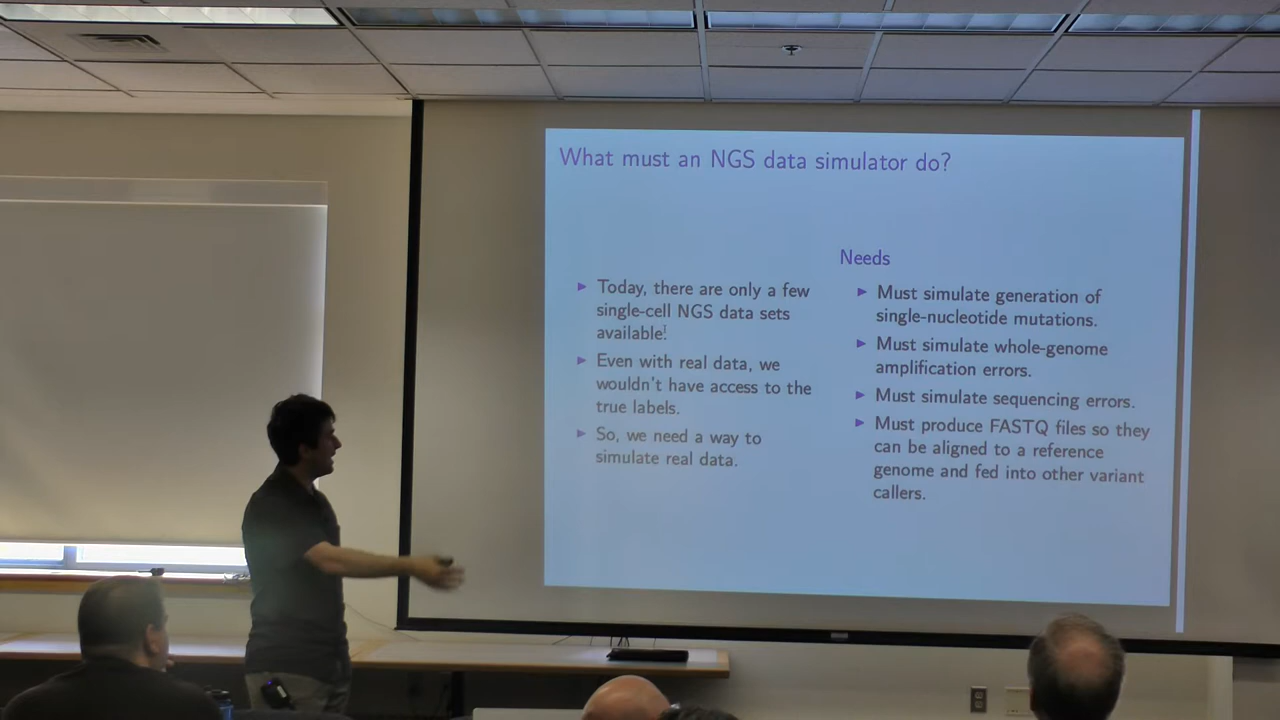 What must an NGS data simulator do?
▶ Today, there are only a few
single-cell NGS data sets
available!
▶ Even with real data, we
wouldn't have access to the
true labels.
▶ So, we need a way to
simulate real data.
Needs
▶ Must simulate generation of
single-nucleotide mutations.
▶ Must simulate whole-genome
amplification errors.
▶ Must simulate sequencing errors.
▶ Must produce FASTQ files so they
can be aligned to a reference
genome and fed into other variant
callers.